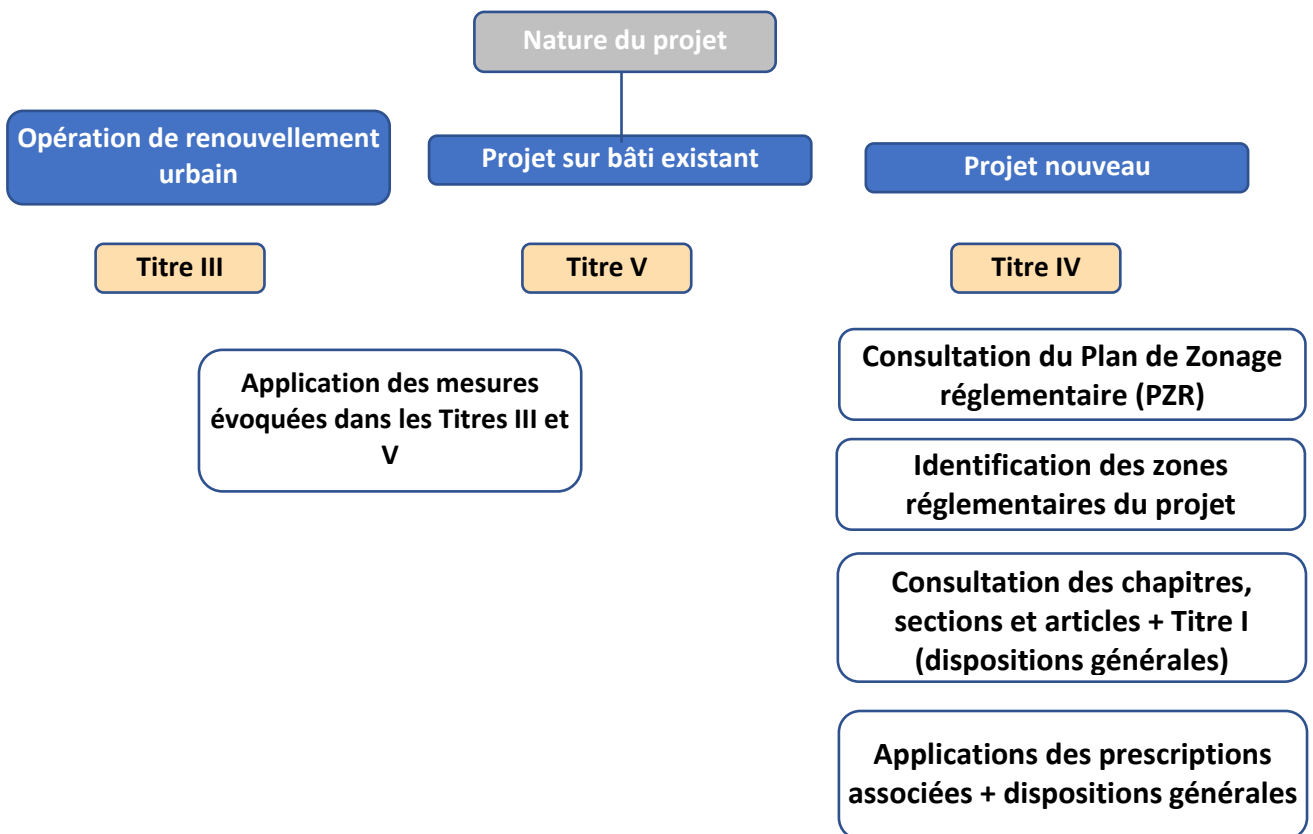 Nature du projet
Opération de renouvellement
urbain
Projet sur bâti existant
Projet nouveau
Titre III
Titre V
Titre IV
Application des mesures
évoquées dans les Titres III et
V
Consultation du Plan de Zonage
réglementaire (PZR)
Identification des zones
réglementaires du projet
Consultation des chapitres,
sections et articles + Titre I
(dispositions générales)
Applications des prescriptions
associées + dispositions générales